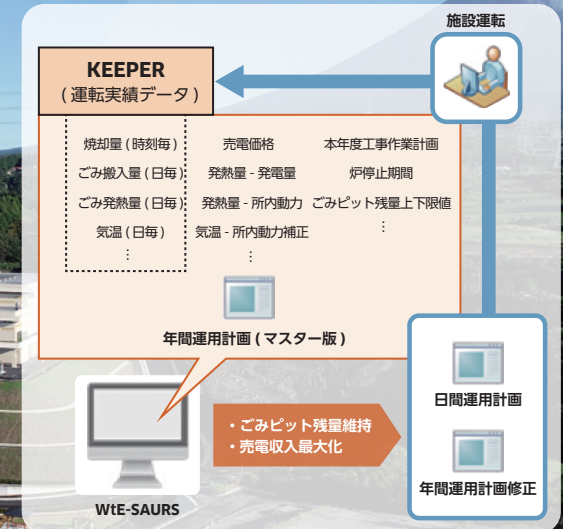 施設運転
KEEPER
( 運転実績データ )
焼却量 ( 時刻毎 )
ごみ搬入量 ( 日毎 )
ごみ発熱量 ( 日毎 )
気温 ( 日毎 )
⋮
売電価格
発熱量 - 発電量
発熱量 - 所内動力
気温 - 所内動力補正
⋮
本年度工事作業計画
炉停止期間
ごみピット残量上下限値
⋮
年間運用計画 ( マスター版 )
WtE-SAURS
・ごみピット残量維持
・売電収入最大化
日間運用計画
年間運用計画修正